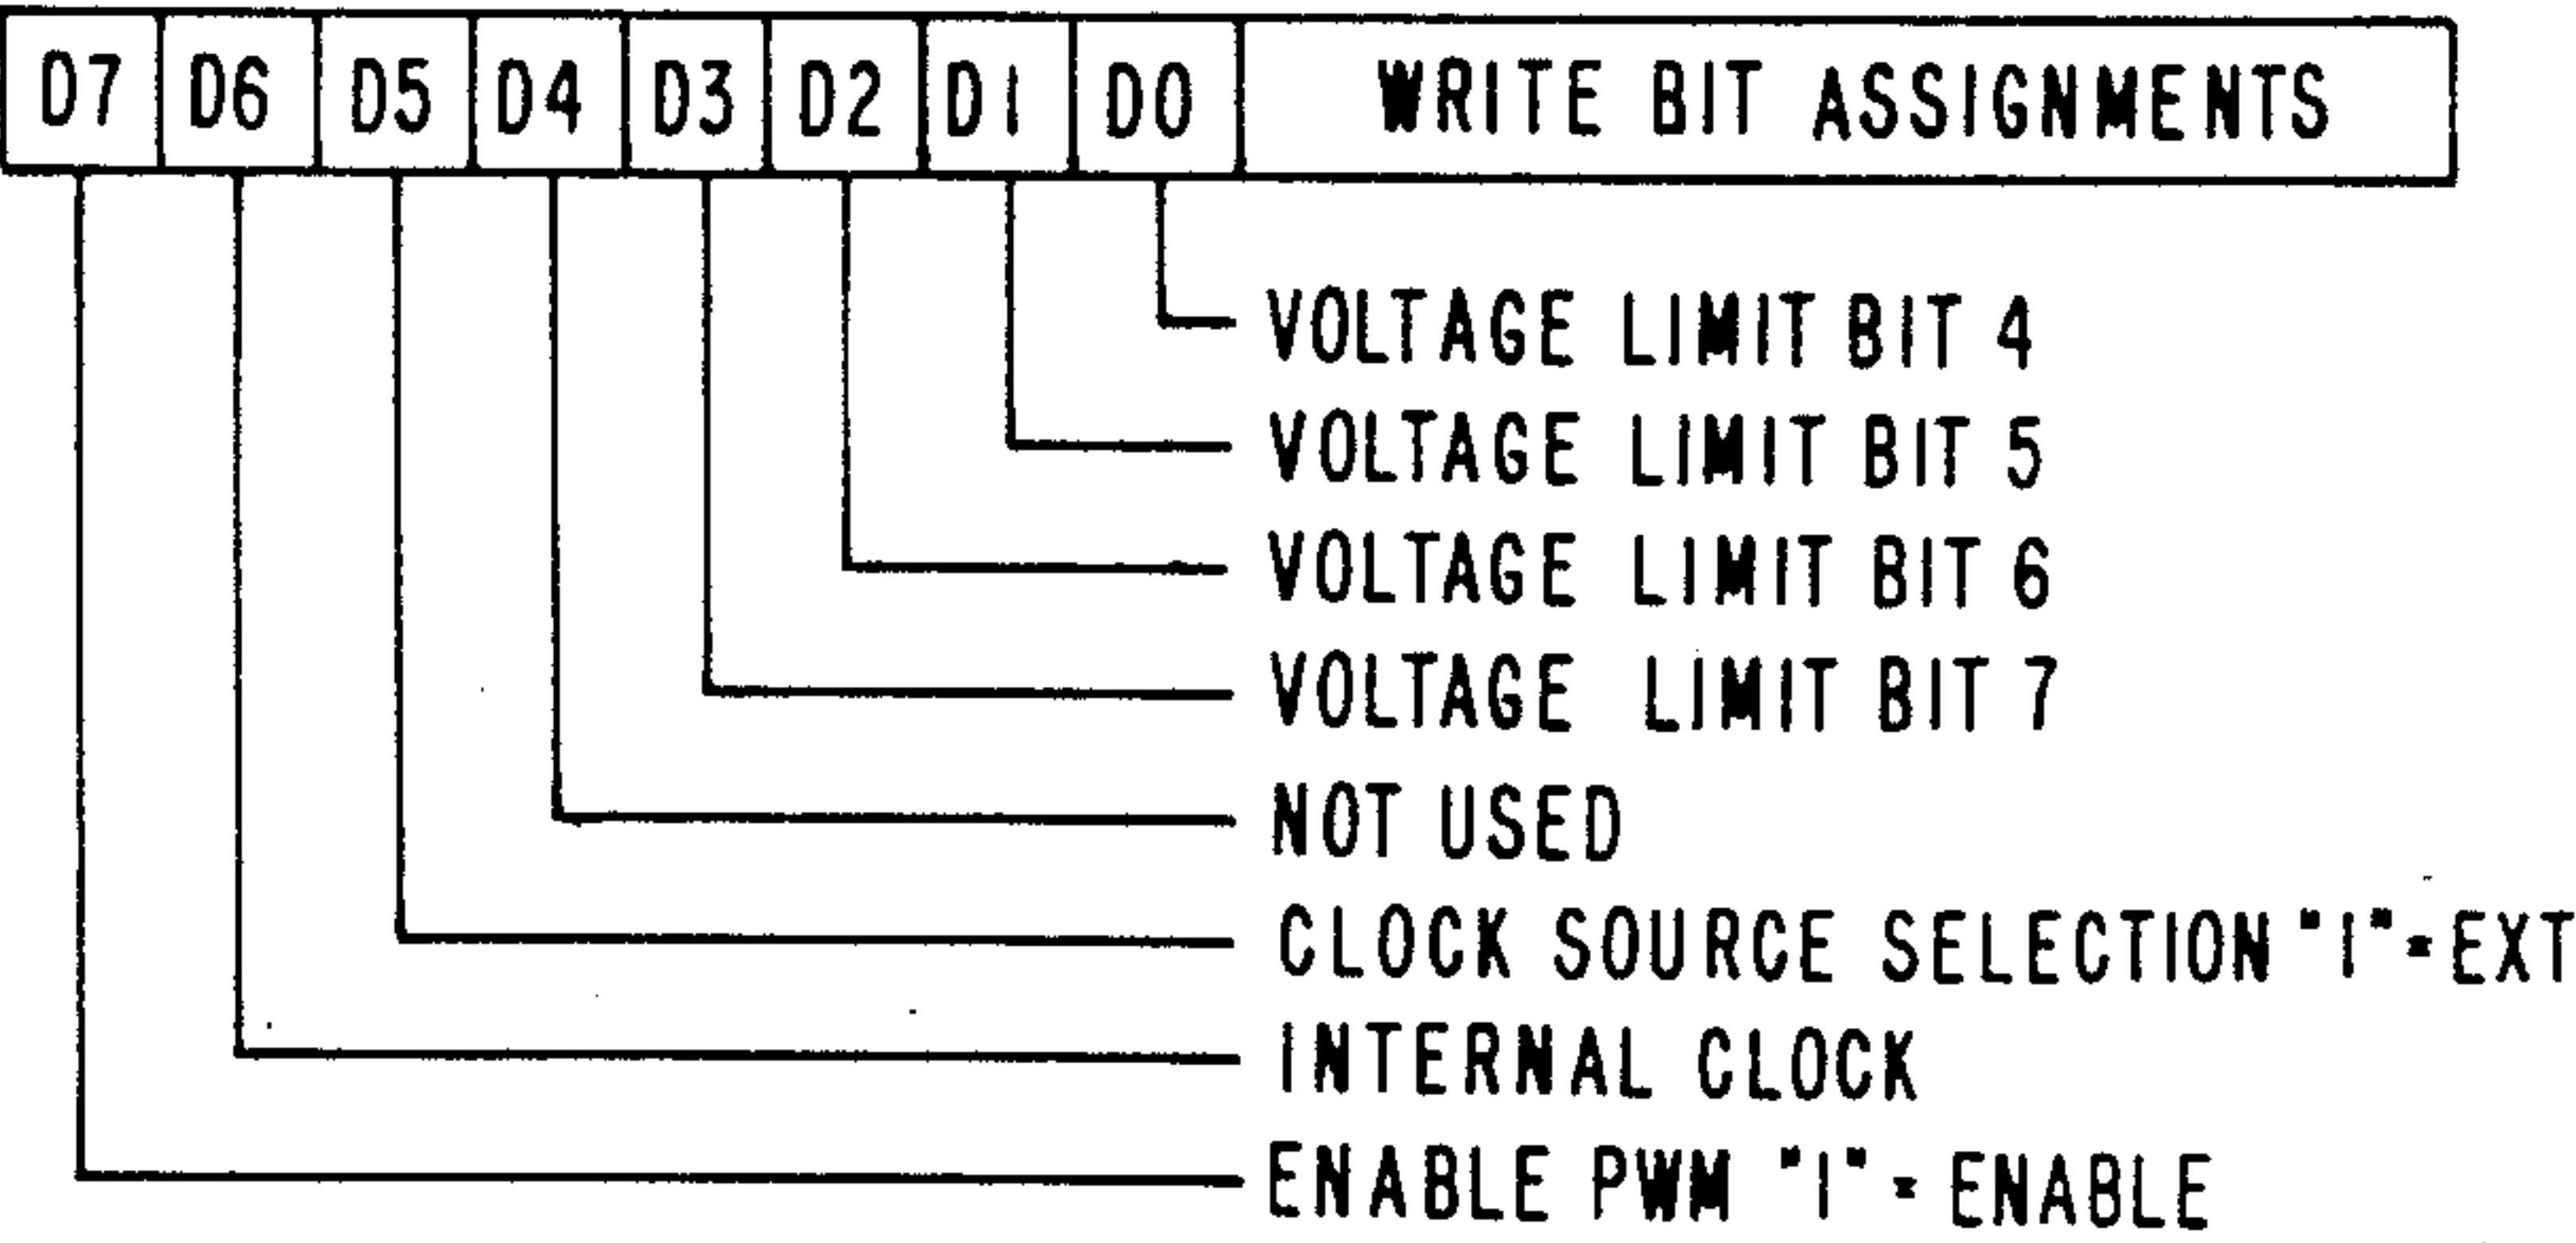 D7 D6 D5 D4 D3 D2 D1 D0 WRITE BIT ASSIGNMENTS
VOLTAGE LIMIT BIT 4
VOLTAGE LIMIT BIT 5
VOLTAGE LIMIT BIT 6
VOLTAGE LIMIT BIT 7
NOT USED
CLOCK SOURCE SELECTION "1"=EXT
INTERNAL CLOCK
ENABLE PWM "1"=ENABLE